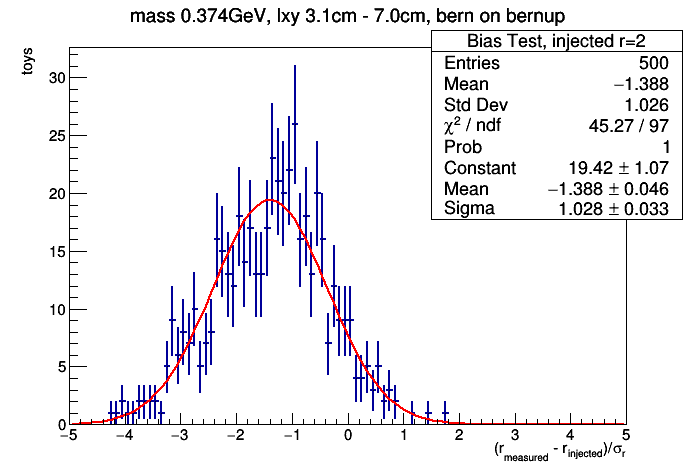 mass 0.374GeV, lxy 3.1cm - 7.0cm, bern on bernup
Bias Test, injected r=2
Entries 500
Mean −1.388
Std Dev 1.026
χ² / ndf 45.27 / 97
Prob 1
Constant 19.42 ± 1.07
Mean −1.388 ± 0.046
Sigma 1.028 ± 0.033
toys
30
25
20
15
10
5
0
−5 −4 −3 −2 −1 0 1 2 3 4 5
(r_measured - r_injected)/σ_r